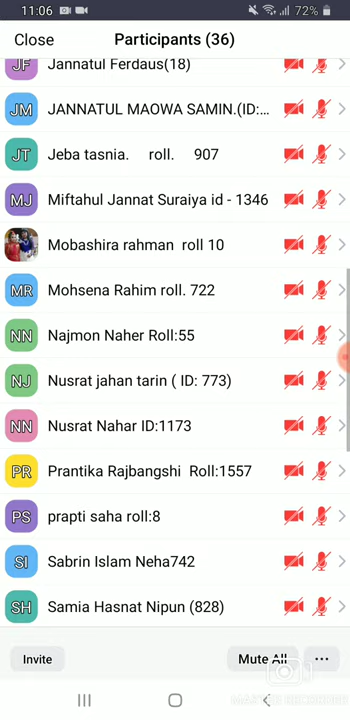 11:06 72%
Close Participants (36)
JF Jannatul Ferdaus(18)
JM JANNATUL MAOWA SAMIN.(ID:...
JT Jeba tasnia. roll. 907
MJ Miftahul Jannat Suraiya id - 1346
Mobashira rahman roll 10
MR Mohsena Rahim roll. 722
NN Najmon Naher Roll:55
NJ Nusrat jahan tarin ( ID: 773)
NN Nusrat Nahar ID:1173
PR Prantika Rajbangshi Roll:1557
PS prapti saha roll:8
SI Sabrin Islam Neha742
SH Samia Hasnat Nipun (828)
Invite Mute All ...